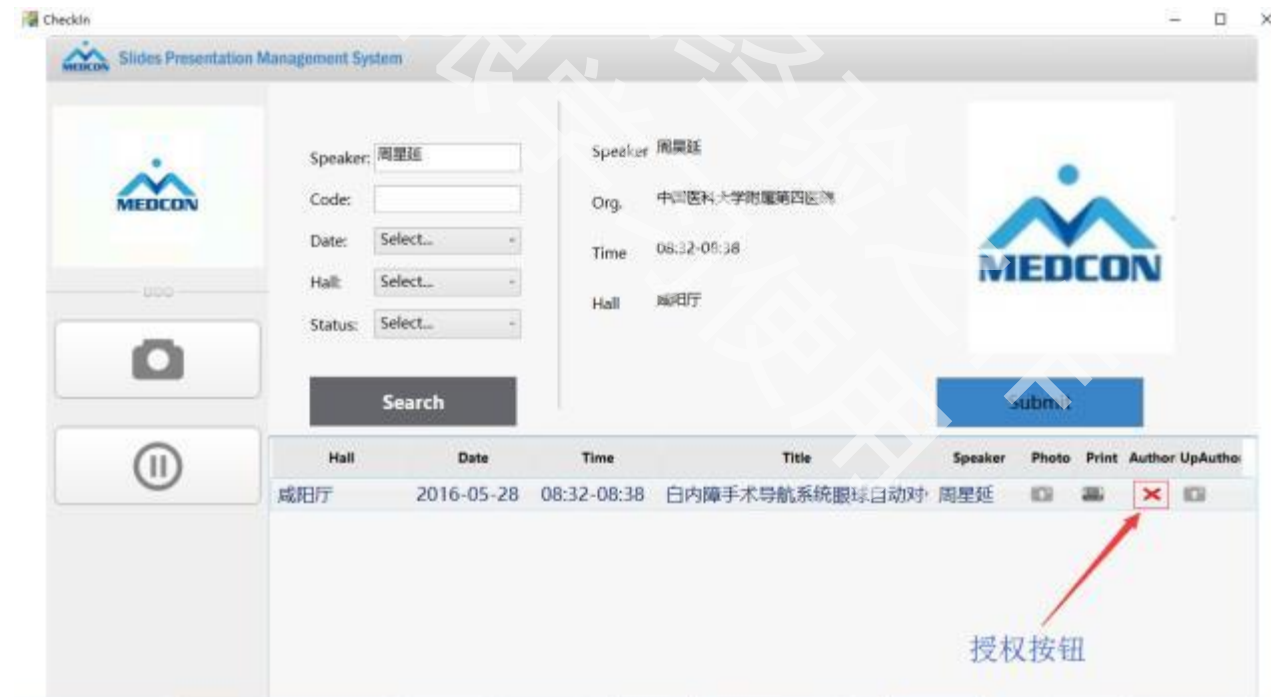 CheckIn
MEDCON Slides Presentation Management System
MEDCON
Speaker: 周星延
Code:
Date: Select...
Hall: Select...
Status: Select...
Search
Speaker 周星延
Org. 中国医科大学附属第四医院
Time 08:32-08:38
Hall 咸阳厅
MEDCON
Submit
Hall Date Time Title Speaker Photo Print Author UpAutho
咸阳厅 2016-05-28 08:32-08:38 白内障手术导航系统眼球自动对 周星延
授权按钮